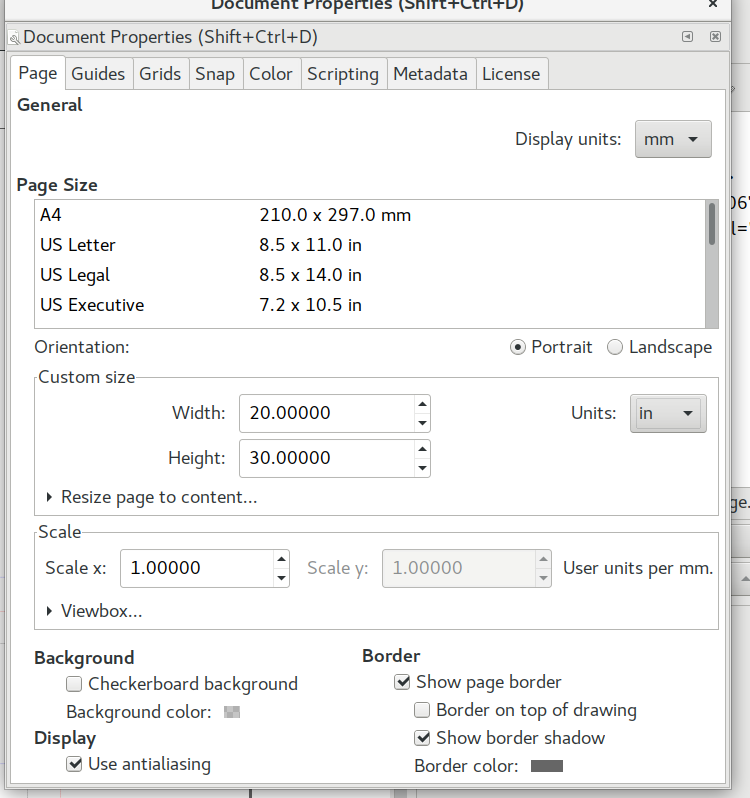 Document Properties (Shift+Ctrl+D)
Document Properties (Shift+Ctrl+D)
Page Guides Grids Snap Color Scripting Metadata License
General
Display units: mm
Page Size
A4 210.0 x 297.0 mm
US Letter 8.5 x 11.0 in
US Legal 8.5 x 14.0 in
US Executive 7.2 x 10.5 in
Orientation: Portrait Landscape
Custom size
Width: 20.00000 Units: in
Height: 30.00000
Resize page to content...
Scale
Scale x: 1.00000 Scale y: 1.00000 User units per mm.
Viewbox...
Background Border
Checkerboard background Show page border
Background color: Border on top of drawing
Display Show border shadow
Use antialiasing Border color: